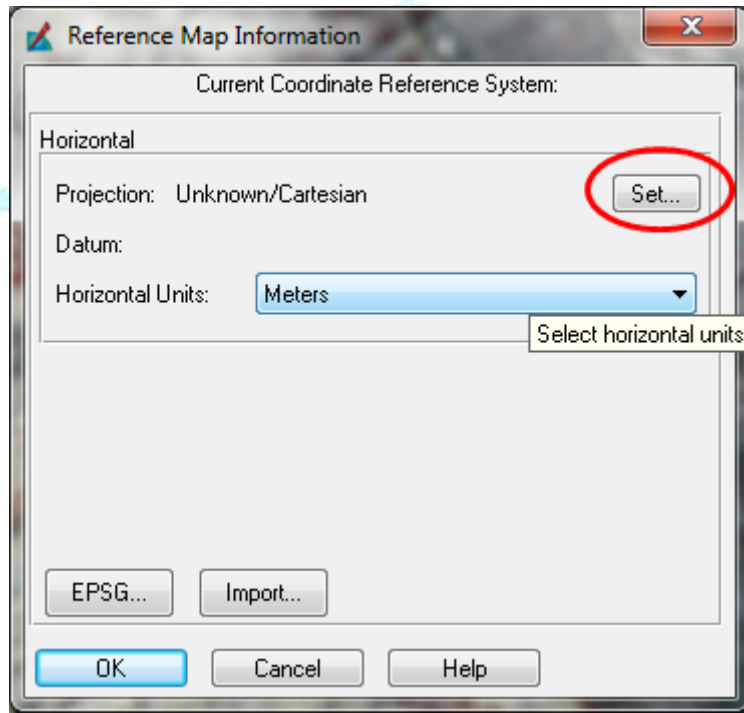 Reference Map Information
Current Coordinate Reference System:
Horizontal
Projection: Unknown/Cartesian Set...
Datum:
Horizontal Units: Meters
Select horizontal units
EPSG... Import...
OK Cancel Help